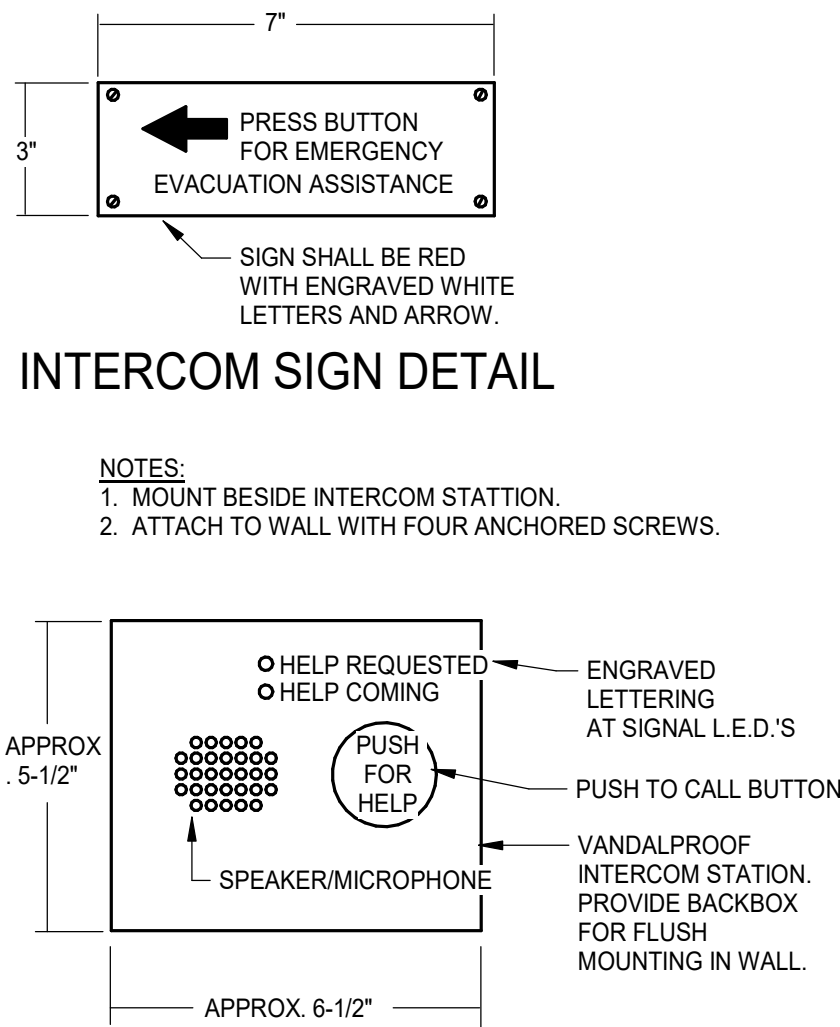 7"
3"
PRESS BUTTON
FOR EMERGENCY
EVACUATION ASSISTANCE
SIGN SHALL BE RED
WITH ENGRAVED WHITE
LETTERS AND ARROW.
INTERCOM SIGN DETAIL
NOTES:
1. MOUNT BESIDE INTERCOM STATTION.
2. ATTACH TO WALL WITH FOUR ANCHORED SCREWS.
HELP REQUESTED
HELP COMING
ENGRAVED
LETTERING
AT SIGNAL L.E.D.'S
APPROX
. 5-1/2"
PUSH
FOR
HELP
PUSH TO CALL BUTTON
SPEAKER/MICROPHONE
VANDALPROOF
INTERCOM STATION.
PROVIDE BACKBOX
FOR FLUSH
MOUNTING IN WALL.
APPROX. 6-1/2"